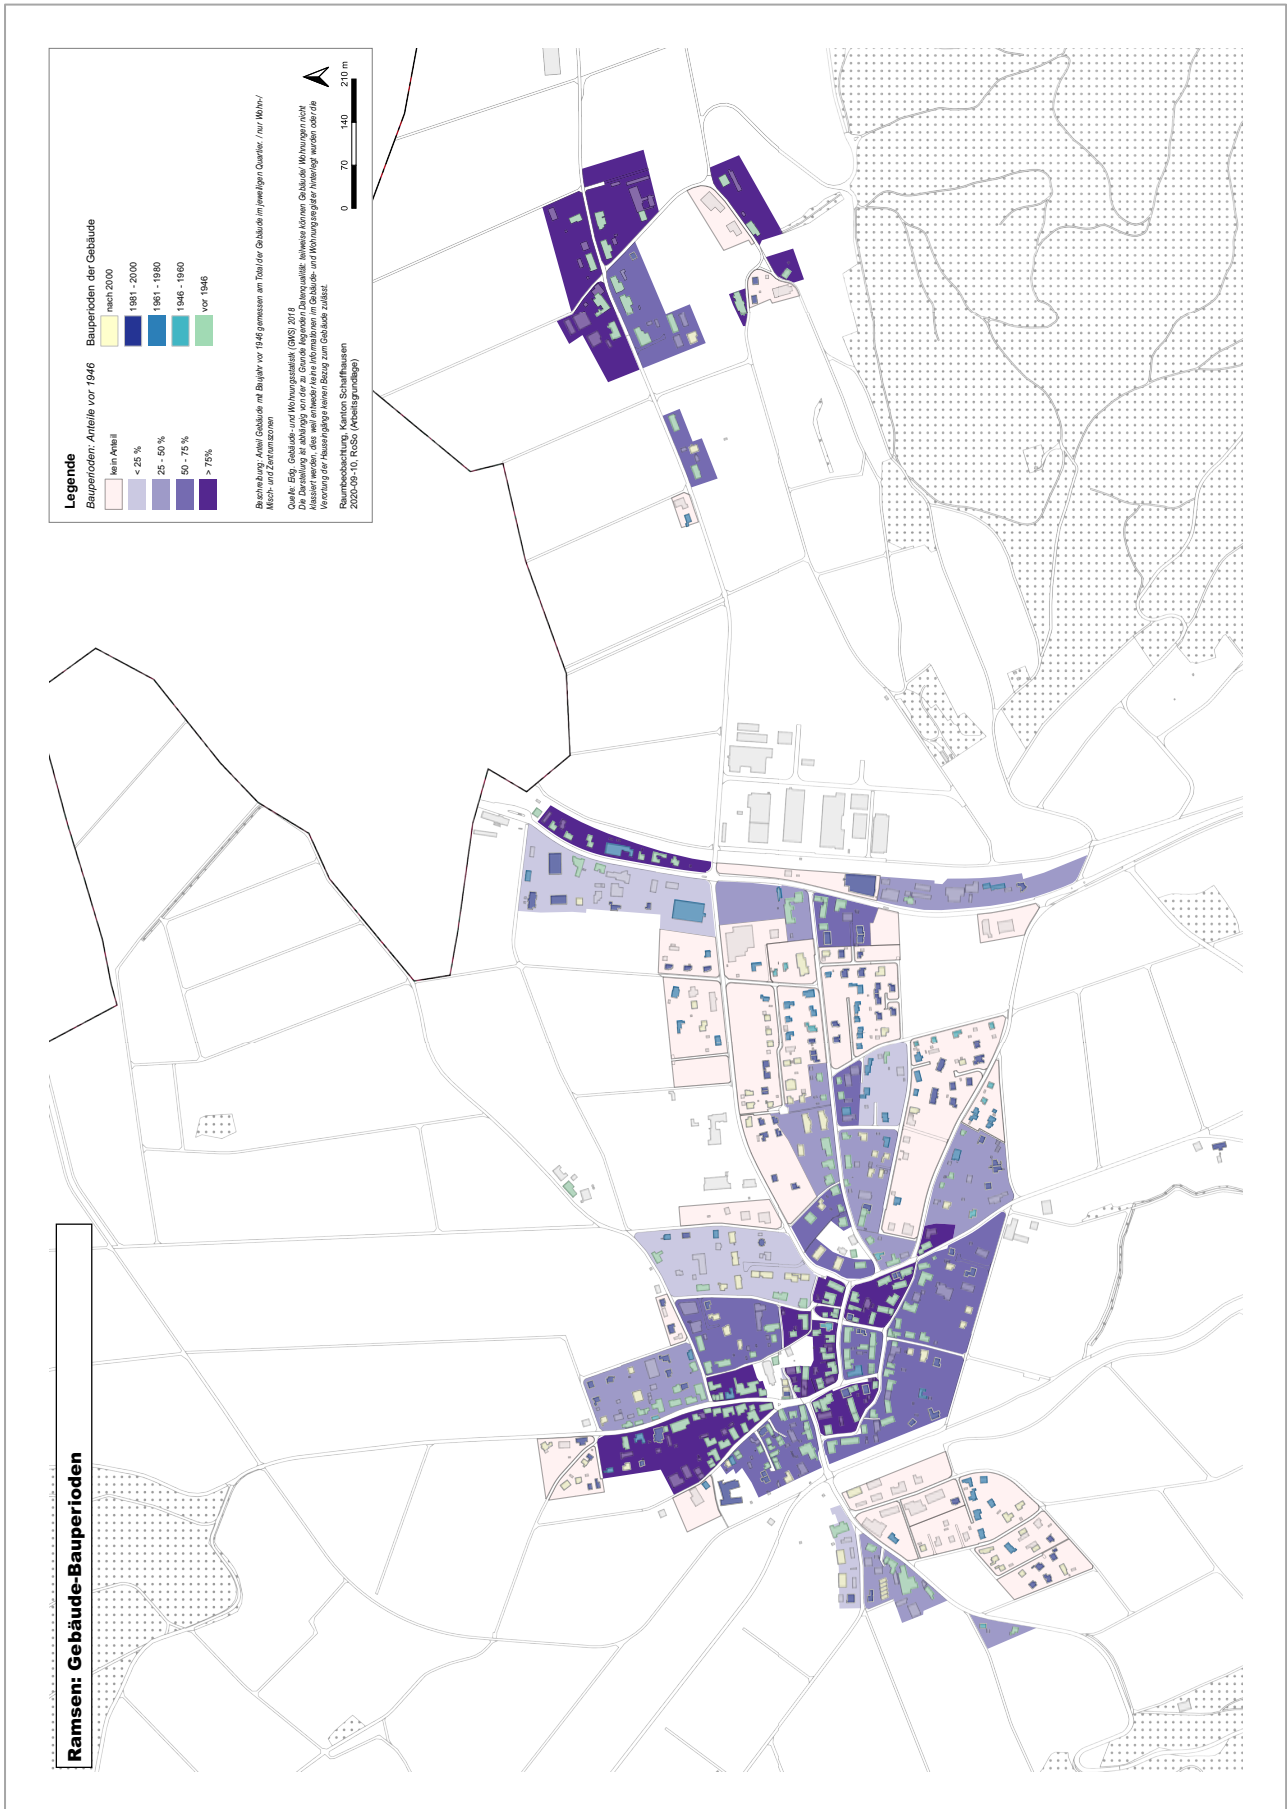 Ramsen: Gebäude-Bauperioden
Legende
Bauperioden: Anteile vor 1946
kein Anteil
< 25 %
25 - 50 %
50 - 75 %
> 75%
Bauperioden der Gebäude
nach 2000
1981 - 2000
1961 - 1980
1946 - 1960
vor 1946
Beschreibung: Anteil Gebäude mit Baujahr vor 1946 gemessen am Total der Gebäude im jeweiligen Quartier. / nur Wohn-/
Misch- und Zentrumszonen
Quelle: Eidg. Gebäude- und Wohnungsstatistik (GWS) 2018
Die Darstellung ist abhängig von der zu Grunde liegenden Datenqualität: teilweise können Gebäude/ Wohnungen nicht
klassiert werden, dies weil entweder keine Informationen im Gebäude- und Wohnungsregister hinterlegt wurden oder die
Verortung der Hauseingänge keinen Bezug zum Gebäude zulässt.
Raumbeobachtung, Kanton Schaffhausen
2020-09-10, RoSo (Arbeitsgrundlage)
0 70 140 210 m